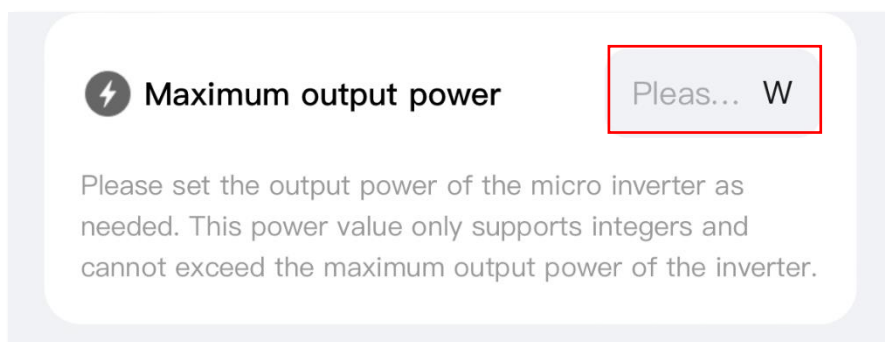 Maximum output power Pleas... W
Please set the output power of the micro inverter as
needed. This power value only supports integers and
cannot exceed the maximum output power of the inverter.